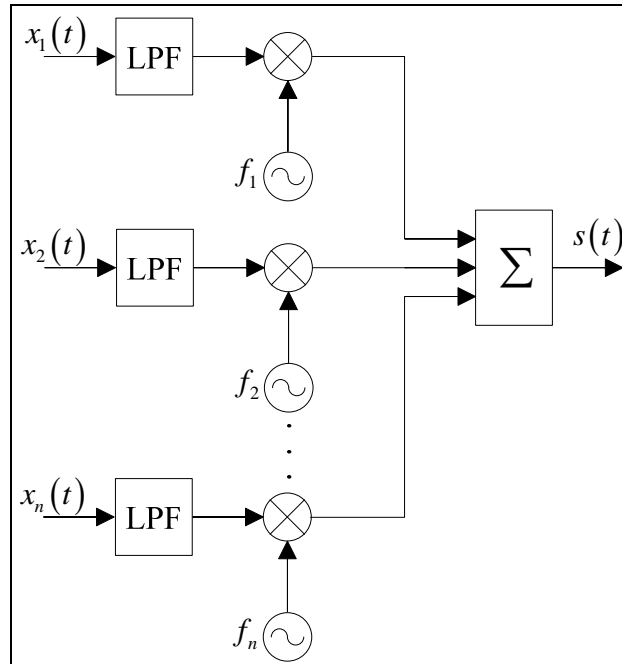 x₁(t)
LPF
f₁
x₂(t)
LPF
∑
s(t)
f₂
xₙ(t)
LPF
fₙ